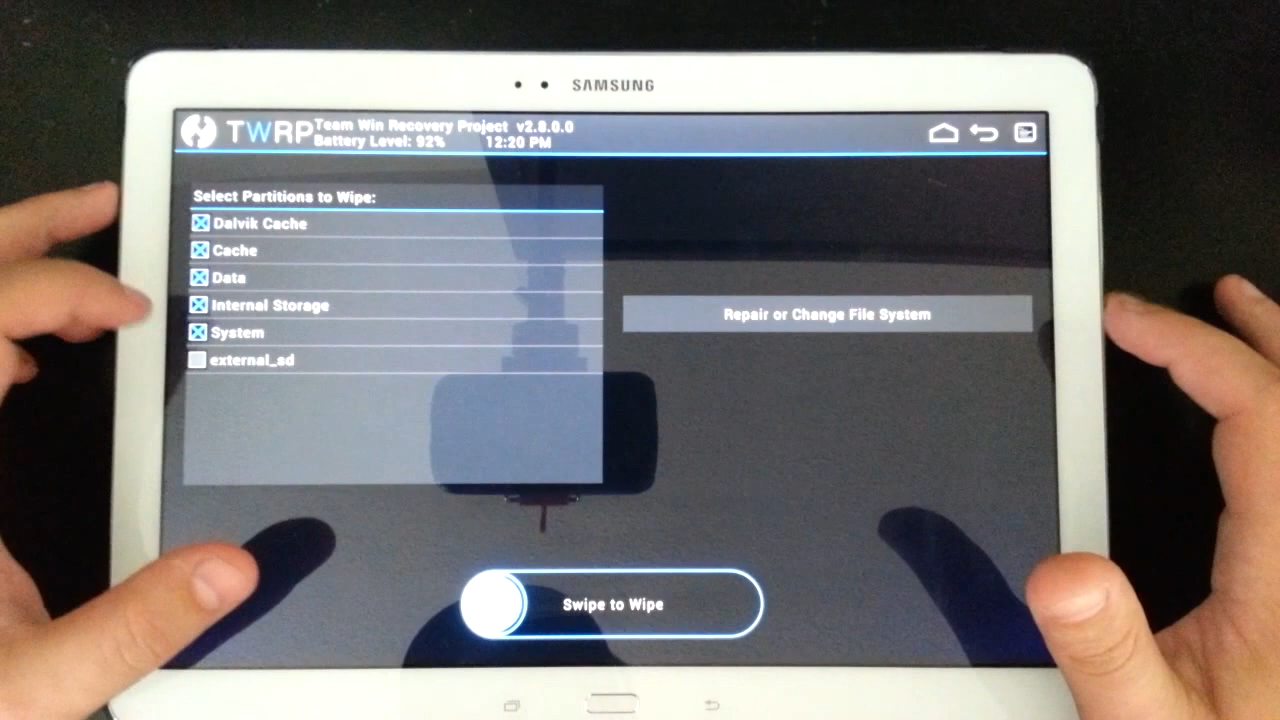 SAMSUNG
TWRP
Team Win Recovery Project v2.8.0.0
Battery Level: 92% 12:20 PM
Select Partitions to Wipe:
Dalvik Cache
Cache
Data
Internal Storage
System
external_sd
Repair or Change File System
Swipe to Wipe